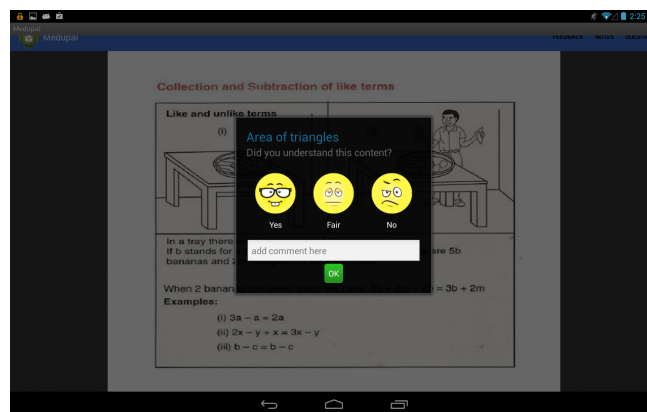 2:25
Medupal
Medupal
FEEDBACK NOTES
Collection and Subtraction of like terms
Like and unlike terms
(i)
Area of triangles
Did you understand this content?
Yes Fair No
add comment here
OK
In a tray there
If b stands for are 5b
bananas and
When 2 bananas = 3b + 2m
Examples:
(i) 3a – a = 2a
(ii) 2x – y + x = 3x – y
(iii) b – c = b – c